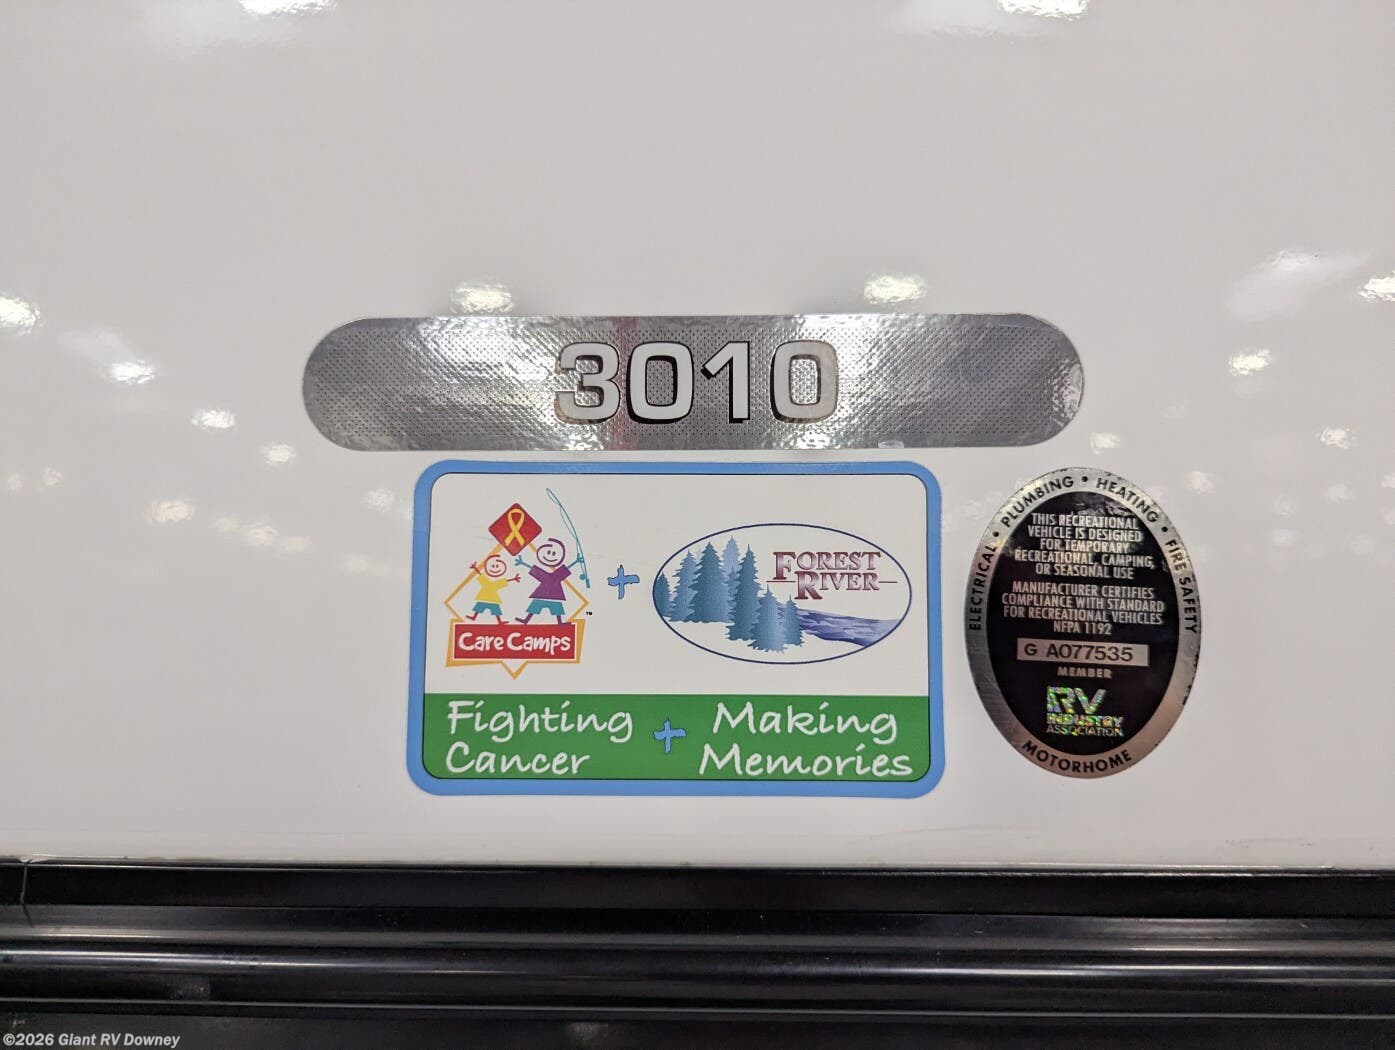 3010
Care Camps
™
+
FOREST
RIVER
Fighting + Making
Cancer Memories
ELECTRICAL • PLUMBING • HEATING • FIRE SAFETY
THIS RECREATIONAL
VEHICLE IS DESIGNED
FOR TEMPORARY
RECREATIONAL, CAMPING,
OR SEASONAL USE
MANUFACTURER CERTIFIES
COMPLIANCE WITH STANDARD
FOR RECREATIONAL VEHICLES
NFPA 1192
G A077535
MEMBER
RV
INDUSTRY
ASSOCIATION
MOTORHOME
©2026 Giant RV Downey